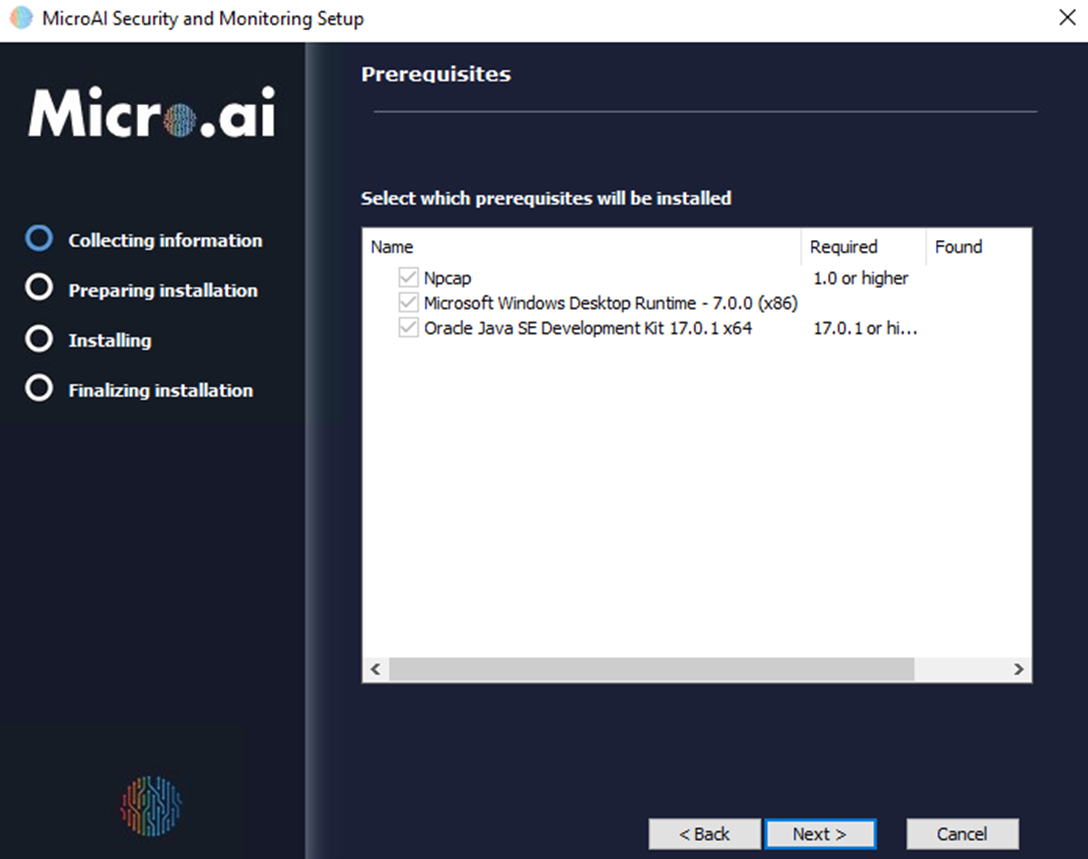 MicroAI Security and Monitoring Setup
Micro.ai
Collecting information
Preparing installation
Installing
Finalizing installation
Prerequisites
Select which prerequisites will be installed
Name Required Found
Npcap 1.0 or higher
Microsoft Windows Desktop Runtime - 7.0.0 (x86)
Oracle Java SE Development Kit 17.0.1 x64 17.0.1 or hi...
< Back Next > Cancel